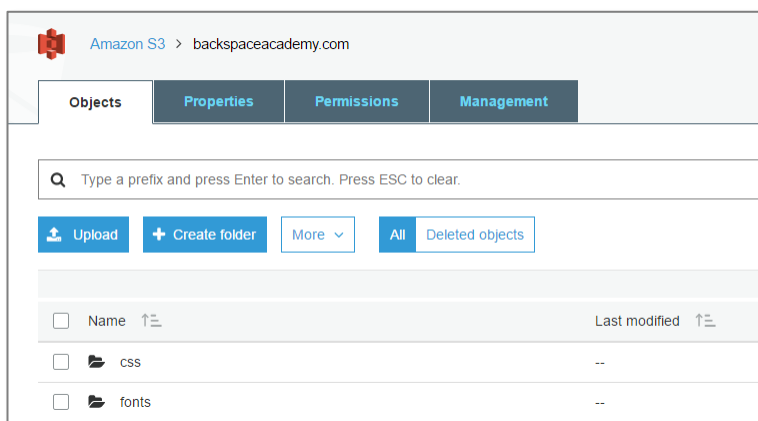 Amazon S3 > backspaceacademy.com
Objects Properties Permissions Management
Type a prefix and press Enter to search. Press ESC to clear.
Upload + Create folder More All Deleted objects
Name Last modified
css --
fonts --